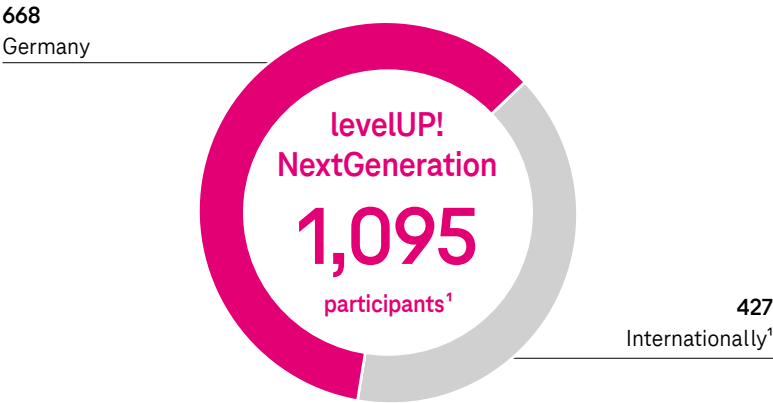 668
Germany
levelUP!
NextGeneration
1,095
participants¹
427
Internationally¹